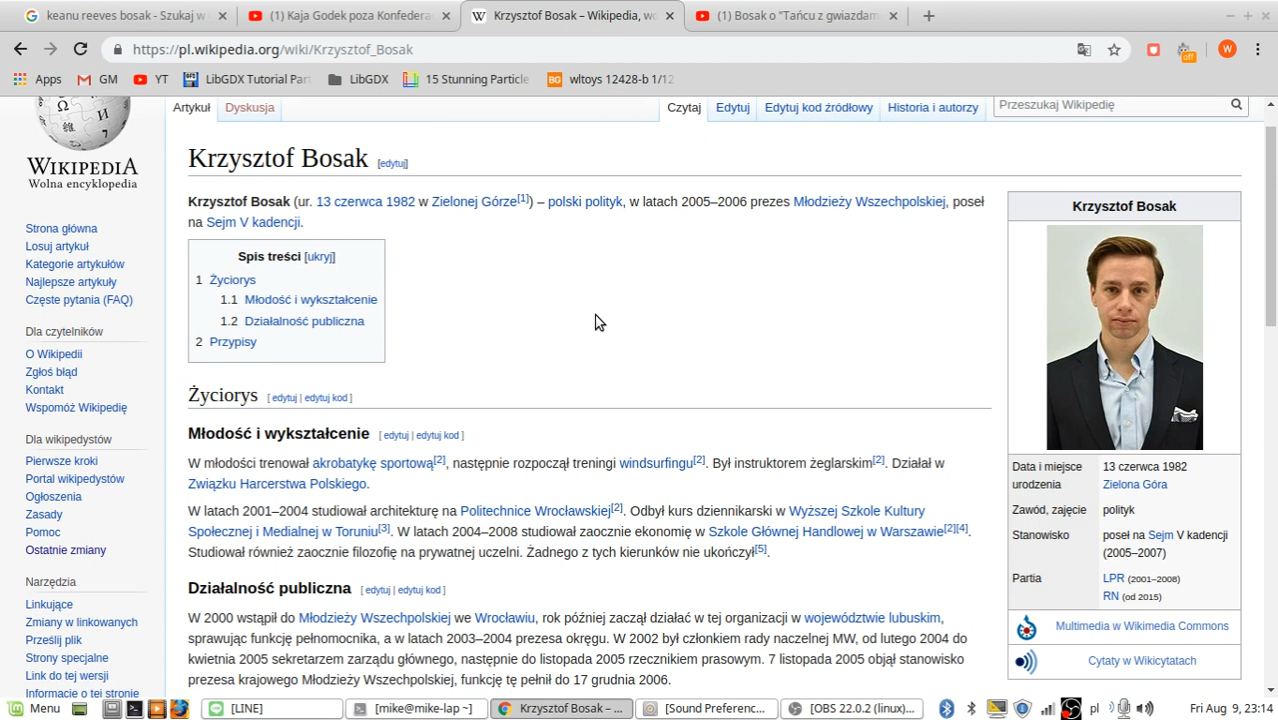 keanu reeves bosak - Szukaj w
(1) Kaja Godek poza Konfedera
Krzysztof Bosak – Wikipedia, wo
(1) Bosak o "Tańcu z gwiazdam
https://pl.wikipedia.org/wiki/Krzysztof_Bosak
off
W
Apps
GM
YT
LibGDX Tutorial Par
LibGDX
15 Stunning Particle
BG
wltoys 12428-b 1/12
WIKIPEDIA
Wolna encyklopedia
Artykuł
Dyskusja
Czytaj
Edytuj
Edytuj kod źródłowy
Historia i autorzy
Przeszukaj Wikipedię
Krzysztof Bosak [edytuj]
Krzysztof Bosak (ur. 13 czerwca 1982 w Zielonej Górze[1]) – polski polityk, w latach 2005–2006 prezes Młodzieży Wszechpolskiej, poseł
na Sejm V kadencji.
Spis treści [ukryj]
1 Życiorys
1.1 Młodość i wykształcenie
1.2 Działalność publiczna
2 Przypisy
Życiorys [ edytuj | edytuj kod ]
Młodość i wykształcenie [ edytuj | edytuj kod ]
W młodości trenował akrobatykę sportową[2], następnie rozpoczął treningi windsurfingu[2]. Był instruktorem żeglarskim[2]. Działał w
Związku Harcerstwa Polskiego.
W latach 2001–2004 studiował architekturę na Politechnice Wrocławskiej[2]. Odbył kurs dziennikarski w Wyższej Szkole Kultury
Społecznej i Medialnej w Toruniu[3]. W latach 2004–2008 studiował zaocznie ekonomię w Szkole Głównej Handlowej w Warszawie[2][4].
Studiował również zaocznie filozofię na prywatnej uczelni. Żadnego z tych kierunków nie ukończył[5].
Działalność publiczna [ edytuj | edytuj kod ]
W 2000 wstąpił do Młodzieży Wszechpolskiej we Wrocławiu, rok później zaczął działać w tej organizacji w województwie lubuskim,
sprawując funkcję pełnomocnika, a w latach 2003–2004 prezesa okręgu. W 2002 był członkiem rady naczelnej MW, od lutego 2004 do
kwietnia 2005 sekretarzem zarządu głównego, następnie do listopada 2005 rzecznikiem prasowym. 7 listopada 2005 objął stanowisko
prezesa krajowego Młodzieży Wszechpolskiej, funkcję tę pełnił do 17 grudnia 2006.
Krzysztof Bosak
Data i miejsce urodzenia
13 czerwca 1982
Zielona Góra
Zawód, zajęcie
polityk
Stanowisko
poseł na Sejm V kadencji
(2005–2007)
Partia
LPR (2001–2008)
RN (od 2015)
Multimedia w Wikimedia Commons
Cytaty w Wikicytatach
Strona główna
Losuj artykuł
Kategorie artykułów
Najlepsze artykuły
Częste pytania (FAQ)
Dla czytelników
O Wikipedii
Zgłoś błąd
Kontakt
Wspomóż Wikipedię
Dla wikipedystów
Pierwsze kroki
Portal wikipedystów
Ogłoszenia
Zasady
Pomoc
Ostatnie zmiany
Narzędzia
Linkujące
Zmiany w linkowanych
Prześlij plik
Strony specjalne
Link do tej wersji
Informacje o tej stronie
Menu
[LINE]
[mike@mike-lap ~]
Krzysztof Bosak – ...
[Sound Preferenc...
[OBS 22.0.2 (linux)...
pl
Fri Aug 9, 23:14